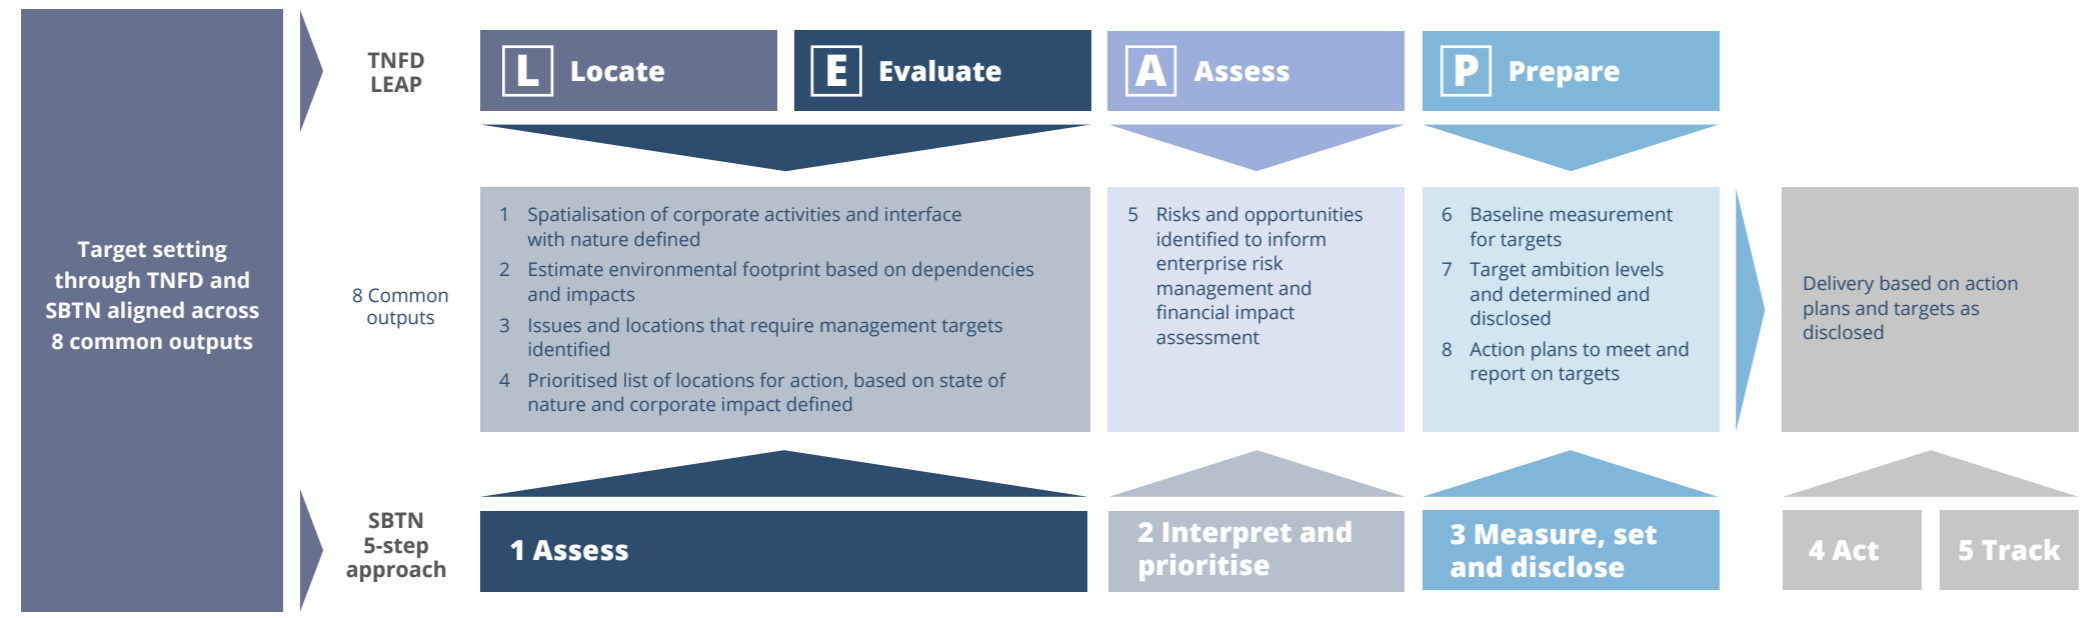 Target setting
through TNFD and
SBTN aligned across
8 common outputs
TNFD
LEAP
L Locate
E Evaluate
A Assess
P Prepare
8 Common
outputs
1 Spatialisation of corporate activities and interface
with nature defined
2 Estimate environmental footprint based on dependencies
and impacts
3 Issues and locations that require management targets
identified
4 Prioritised list of locations for action, based on state of
nature and corporate impact defined
5 Risks and opportunities
identified to inform
enterprise risk
management and
financial impact
assessment
6 Baseline measurement
for targets
7 Target ambition levels
and determined and
disclosed
8 Action plans to meet and
report on targets
Delivery based on action
plans and targets as
disclosed
SBTN
5-step
approach
1 Assess
2 Interpret and
prioritise
3 Measure, set
and disclose
4 Act
5 Track